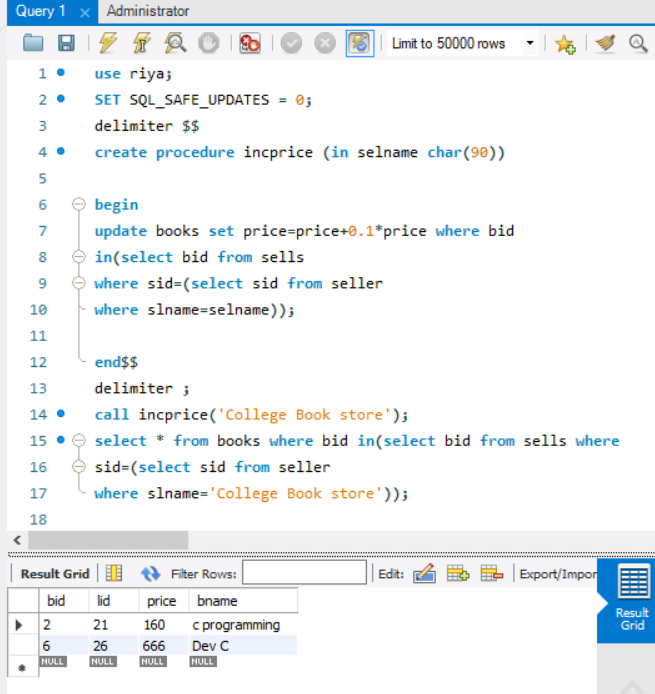 Query 1 × Administrator
Limit to 50000 rows
1 use riya;
2 SET SQL_SAFE_UPDATES = 0;
3 delimiter $$
4 create procedure incprice (in selname char(90))
5
6 begin
7 update books set price=price+0.1*price where bid
8 in(select bid from sells
9 where sid=(select sid from seller
10 where slname=selname));
11
12 end$$
13 delimiter ;
14 call incprice('College Book store');
15 select * from books where bid in(select bid from sells where
16 sid=(select sid from seller
17 where slname='College Book store'));
18
Result Grid Filter Rows: Edit: Export/Impor
Result
Grid
bid lid price bname
2 21 160 c programming
6 26 666 Dev C
NULL NULL NULL NULL